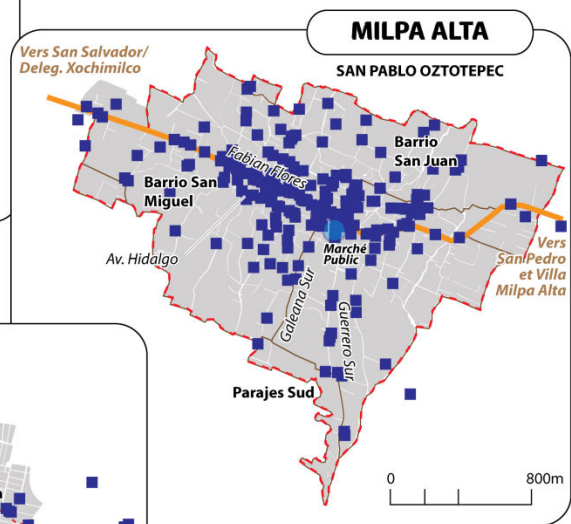 MILPA ALTA
SAN PABLO OZTOTEPEC
Vers San Salvador/
Deleg. Xochimilco
Barrio
San Juan
Fabian Flores
Barrio San
Miguel
Av. Hidalgo
Marché
Public
Vers
San Pedro
et Villa
Milpa Alta
Galeana Sur
Guerrero Sur
Parajes Sud
0
800m